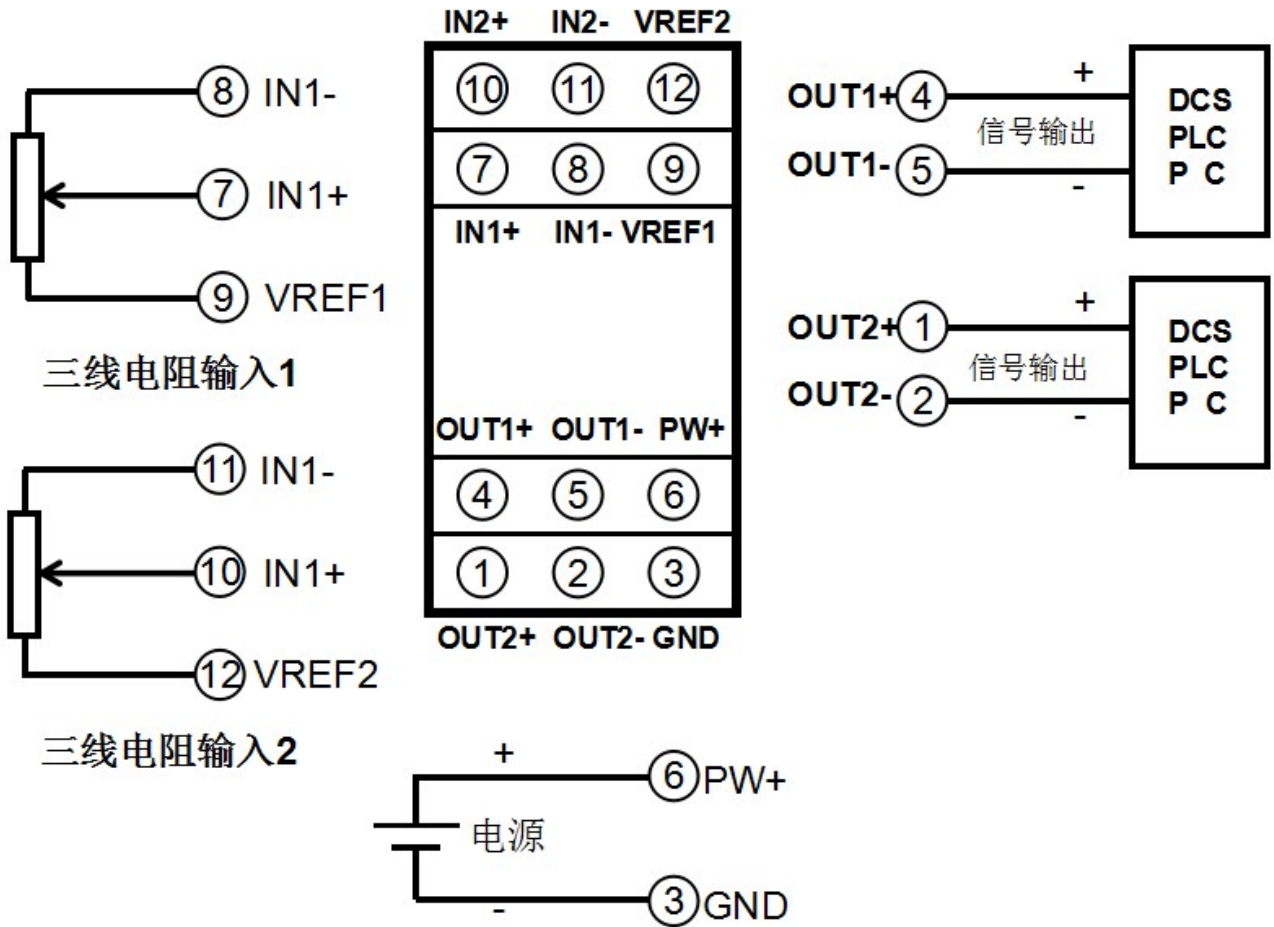 ⑧ IN1-
⑦ IN1+
⑨ VREF1
三线电阻输入1
⑪ IN1-
⑩ IN1+
⑫ VREF2
三线电阻输入2
IN2+ IN2- VREF2
⑩ ⑪ ⑫
⑦ ⑧ ⑨
IN1+ IN1- VREF1
OUT1+ OUT1- PW+
④ ⑤ ⑥
① ② ③
OUT2+ OUT2- GND
OUT1+ ④ +
信号输出
OUT1- ⑤ -
DCS
PLC
P C
OUT2+ ① +
信号输出
OUT2- ② -
DCS
PLC
P C
+ ⑥ PW+
电源
- ③ GND